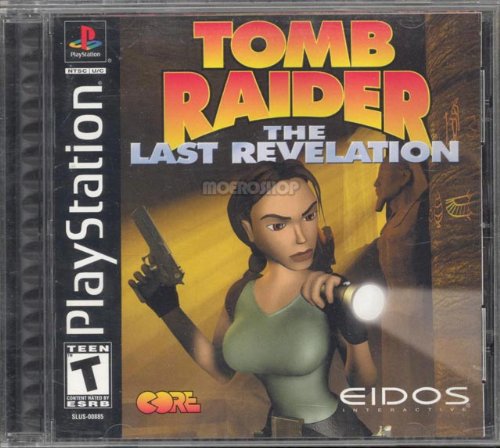 PlayStation
NTSC U/C
PlayStation
TEEN
T
CONTENT RATED BY
ESRB
SLUS-00885
TOMB
RAIDER
THE
LAST REVELATION
MOEROSHOP
CORE
EIDOS
INTERACTIVE